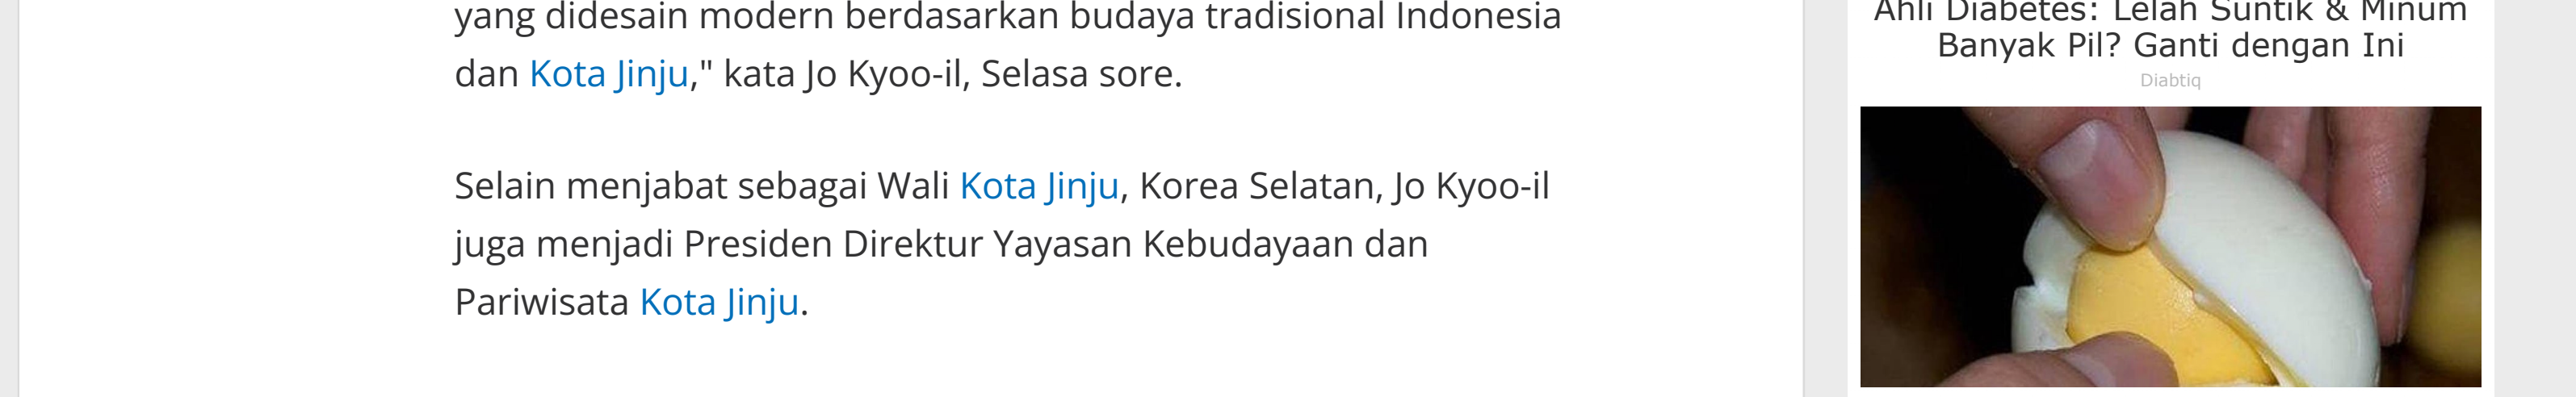 yang didesain modern berdasarkan budaya tradisional Indonesia
dan Kota Jinju," kata Jo Kyoo-il, Selasa sore.
Selain menjabat sebagai Wali Kota Jinju, Korea Selatan, Jo Kyoo-il
juga menjadi Presiden Direktur Yayasan Kebudayaan dan
Pariwisata Kota Jinju.
Ahli Diabetes: Lelah Suntik & Minum
Banyak Pil? Ganti dengan Ini
Diabtiq